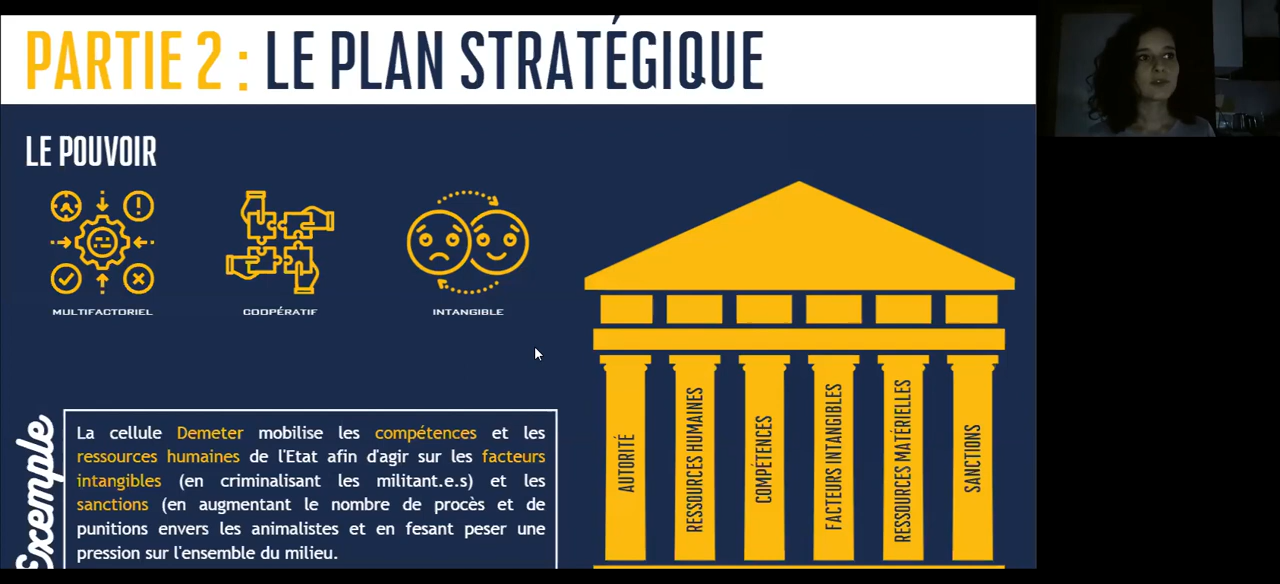 PARTIE 2 : LE PLAN STRATÉGIQUE
LE POUVOIR
MULTIFACTORIEL
COOPÉRATIF
INTANGIBLE
Exemple
La cellule Demeter mobilise les compétences et les
ressources humaines de l'Etat afin d'agir sur les facteurs
intangibles (en criminalisant les militant.e.s) et les
sanctions (en augmentant le nombre de procès et de
punitions envers les animalistes et en fesant peser une
pression sur l'ensemble du milieu.
AUTORITÉ
RESSOURCES HUMAINES
COMPÉTENCES
FACTEURS INTANGIBLES
RESSOURCES MATÉRIELLES
SANCTIONS